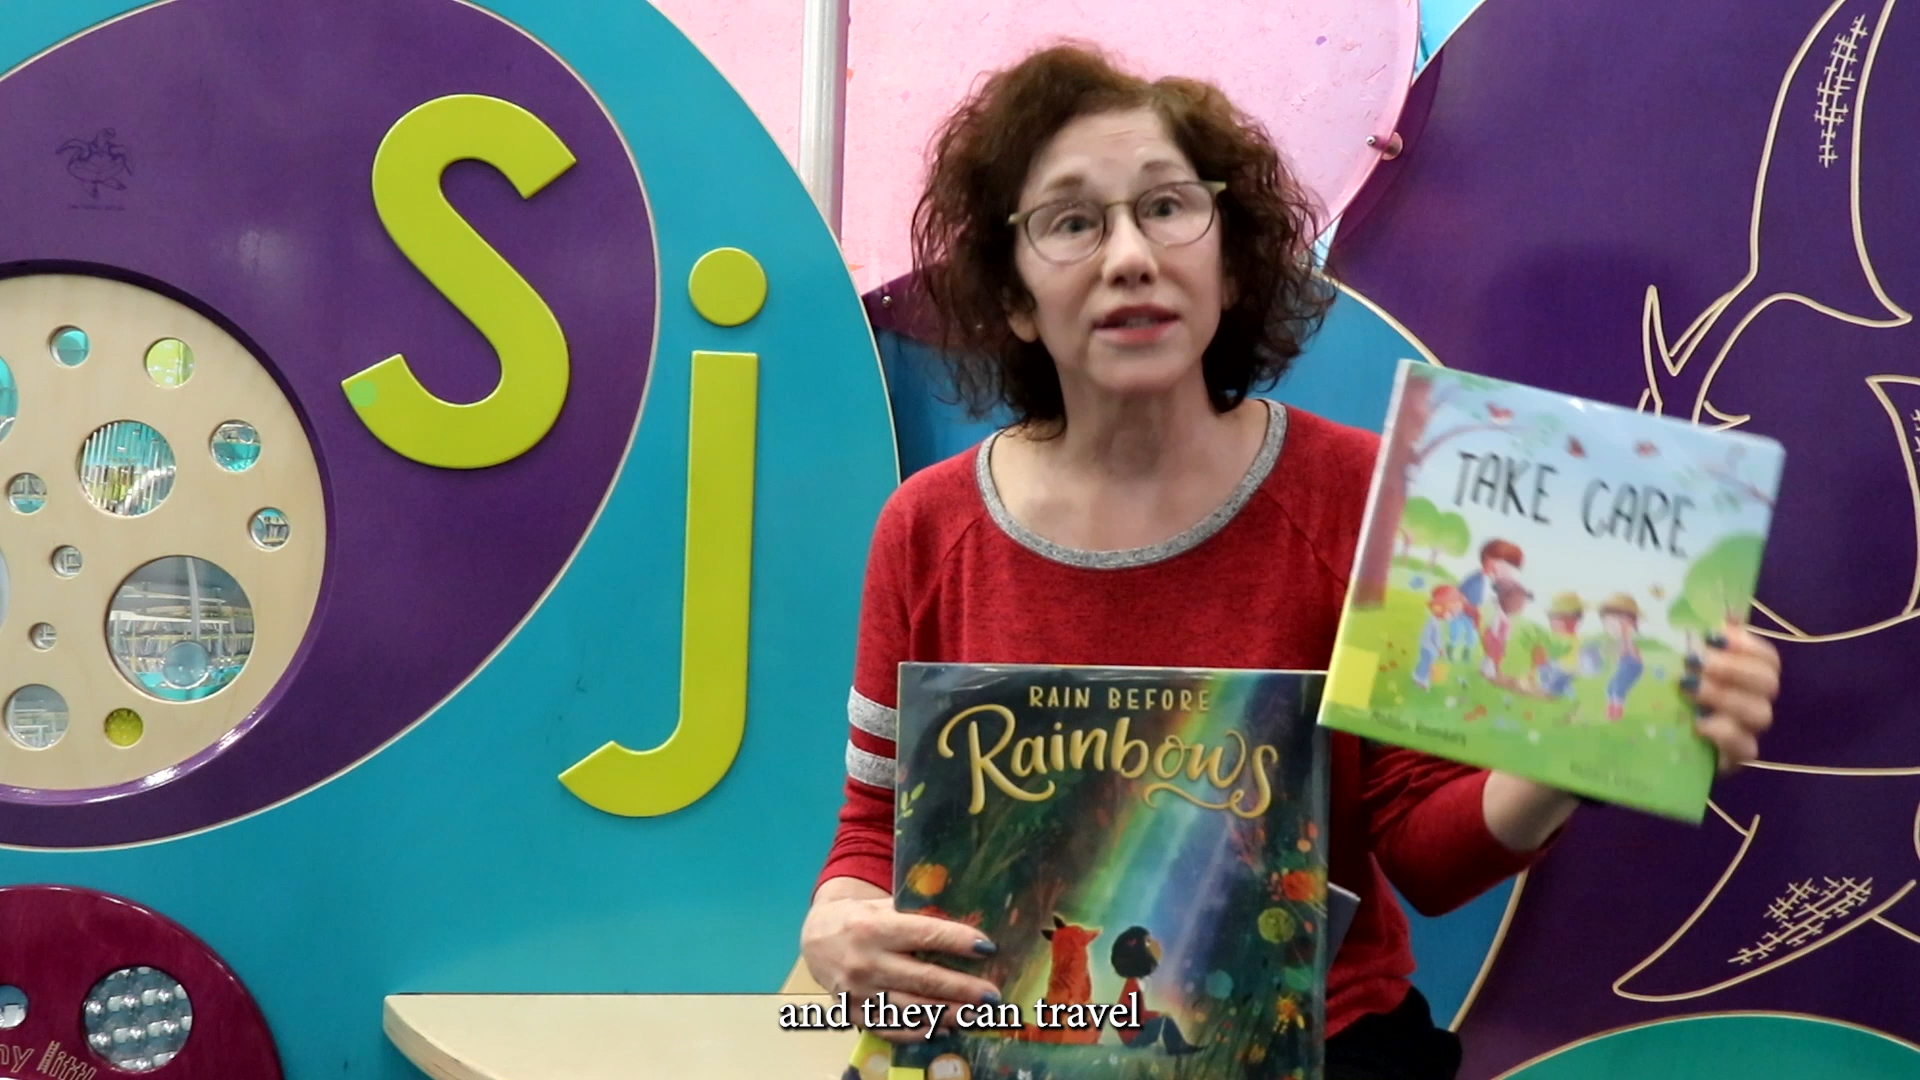 s
j
TAKE CARE
RAIN BEFORE
Rainbows
and they can travel